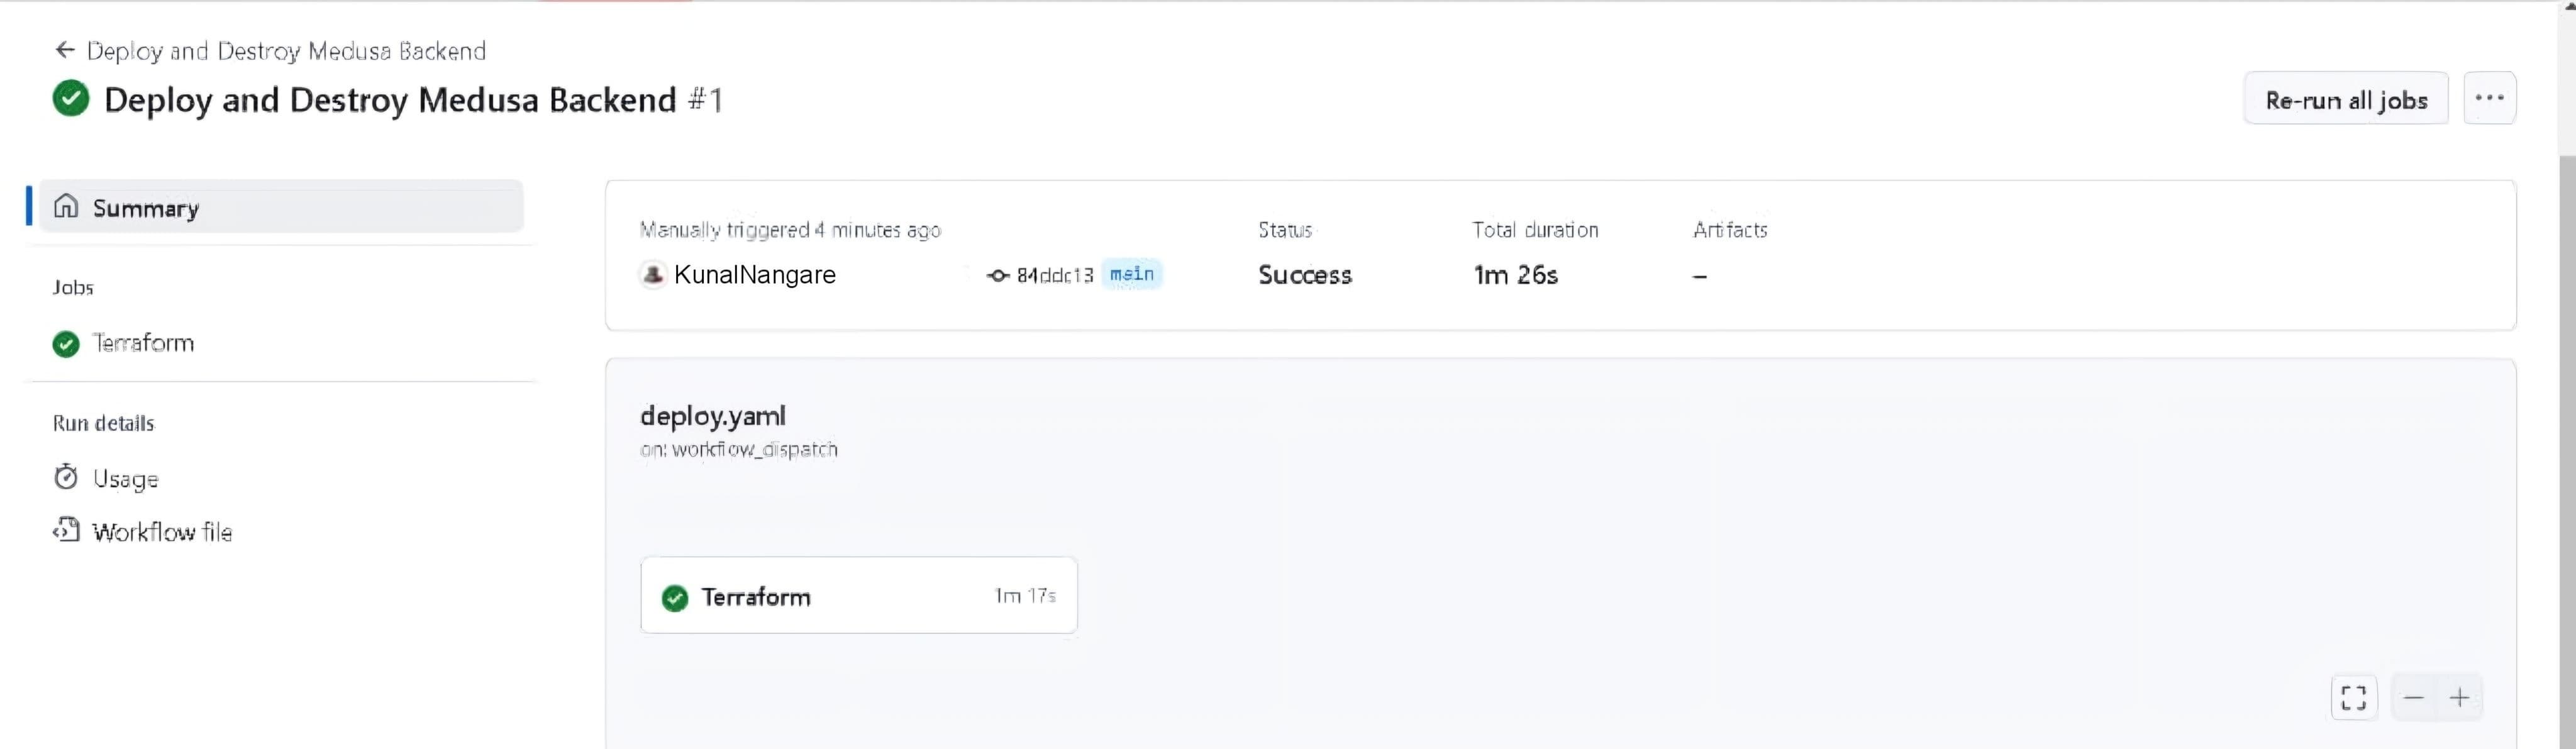 Deploy and Destroy Medusa Backend
Deploy and Destroy Medusa Backend #1
Re-run all jobs
Summary
Jobs
Terraform
Run details
Usage
Workflow file
Manually triggered 4 minutes ago
KunalNangare
84ddc13 main
Status
Success
Total duration
1m 26s
Artifacts
–
deploy.yaml
on: workflow_dispatch
Terraform 1m 17s